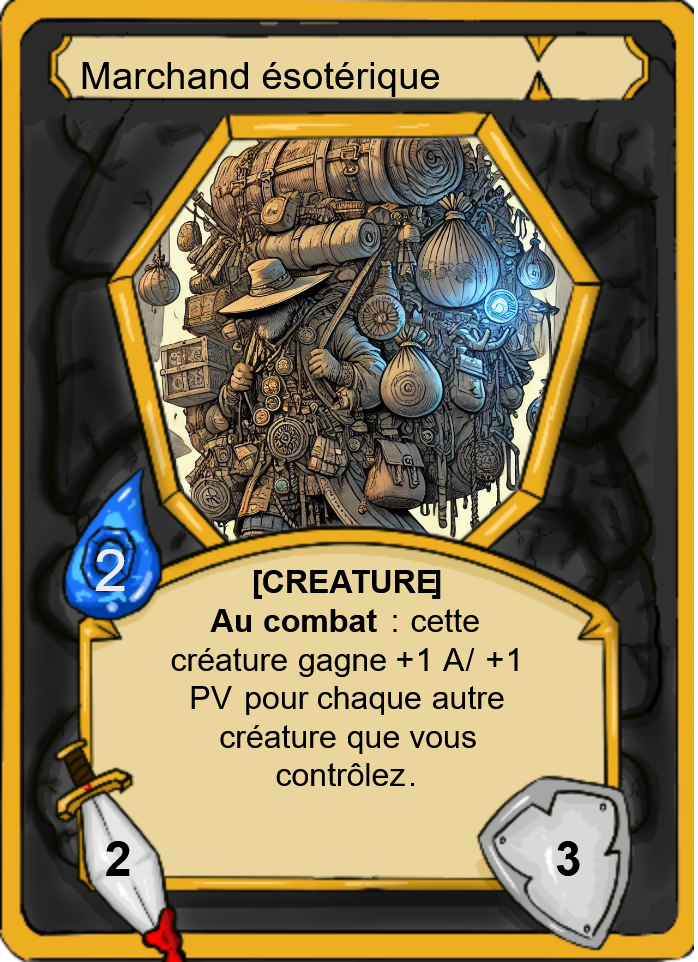 Marchand ésotérique
2
[CREATURE]
Au combat : cette
créature gagne +1 A/ +1
PV pour chaque autre
créature que vous
contrôlez.
2
3